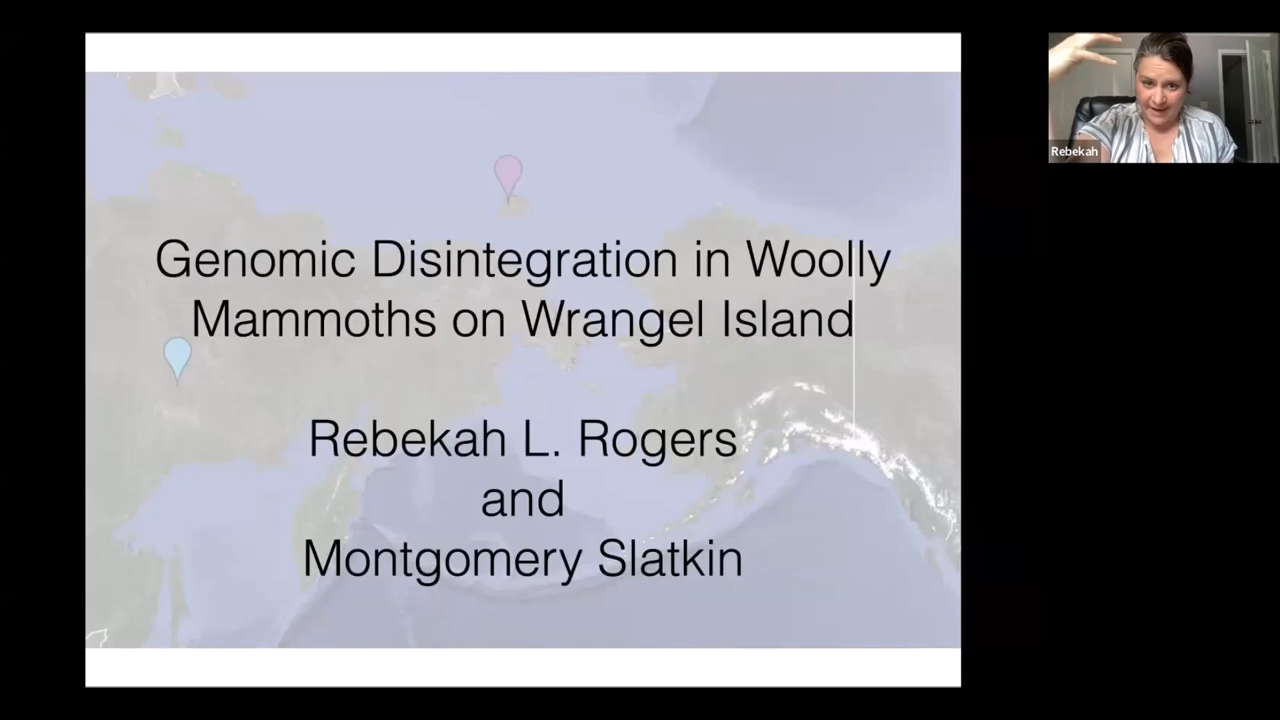 Genomic Disintegration in Woolly
Mammoths on Wrangel Island
Rebekah L. Rogers
and
Montgomery Slatkin
Rebekah